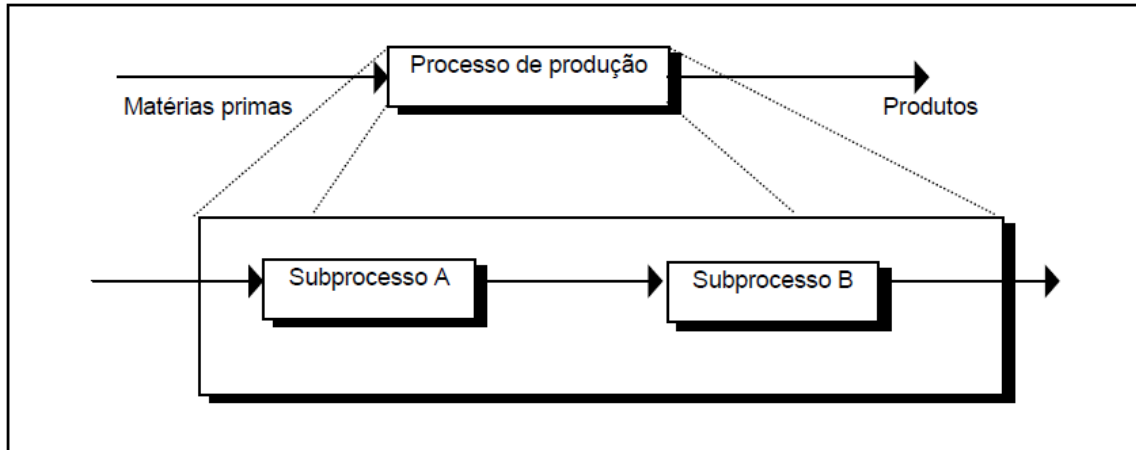 Processo de produção
Matérias primas
Produtos
Subprocesso A
Subprocesso B